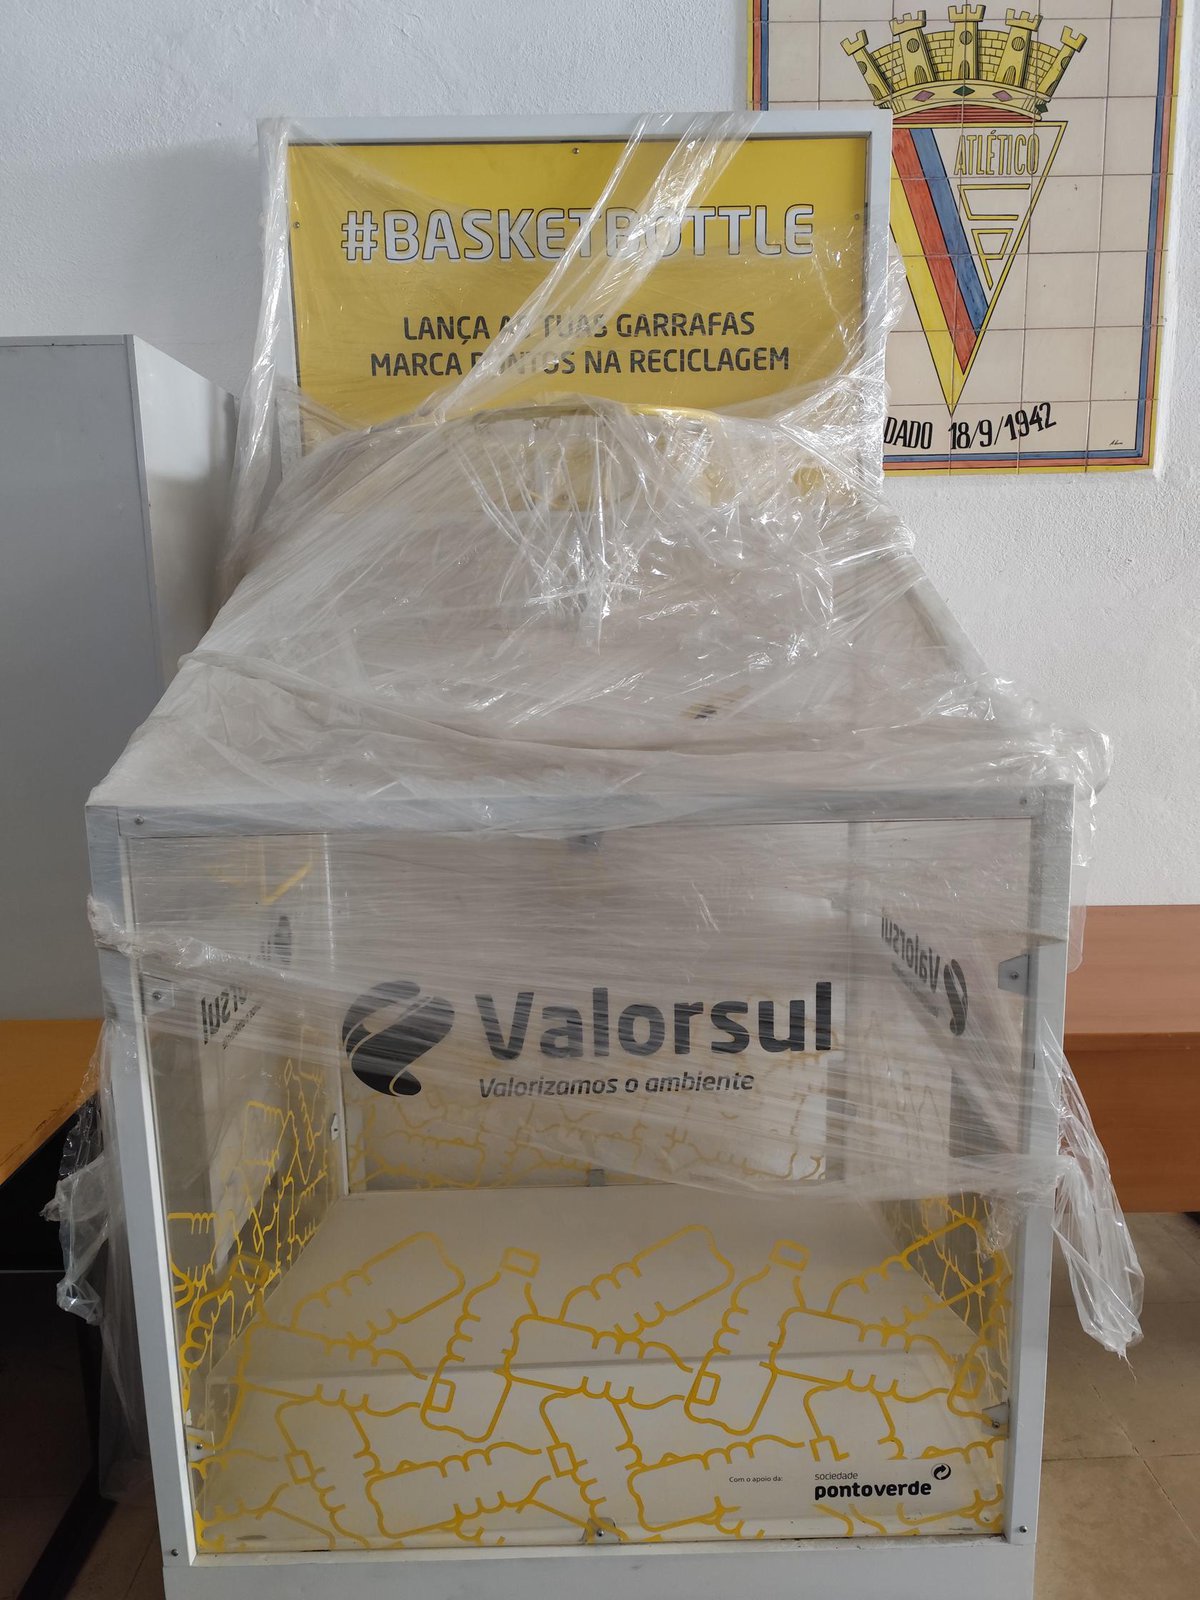 #BASKETBOTTLE
LANÇA AS TUAS GARRAFAS
MARCA PONTOS NA RECICLAGEM
ATLÉTICO
DADO 18/9/1942
Valorsul
Valorsul
Valorizamos o ambiente
Com o apoio da:
sociedade
pontoverde